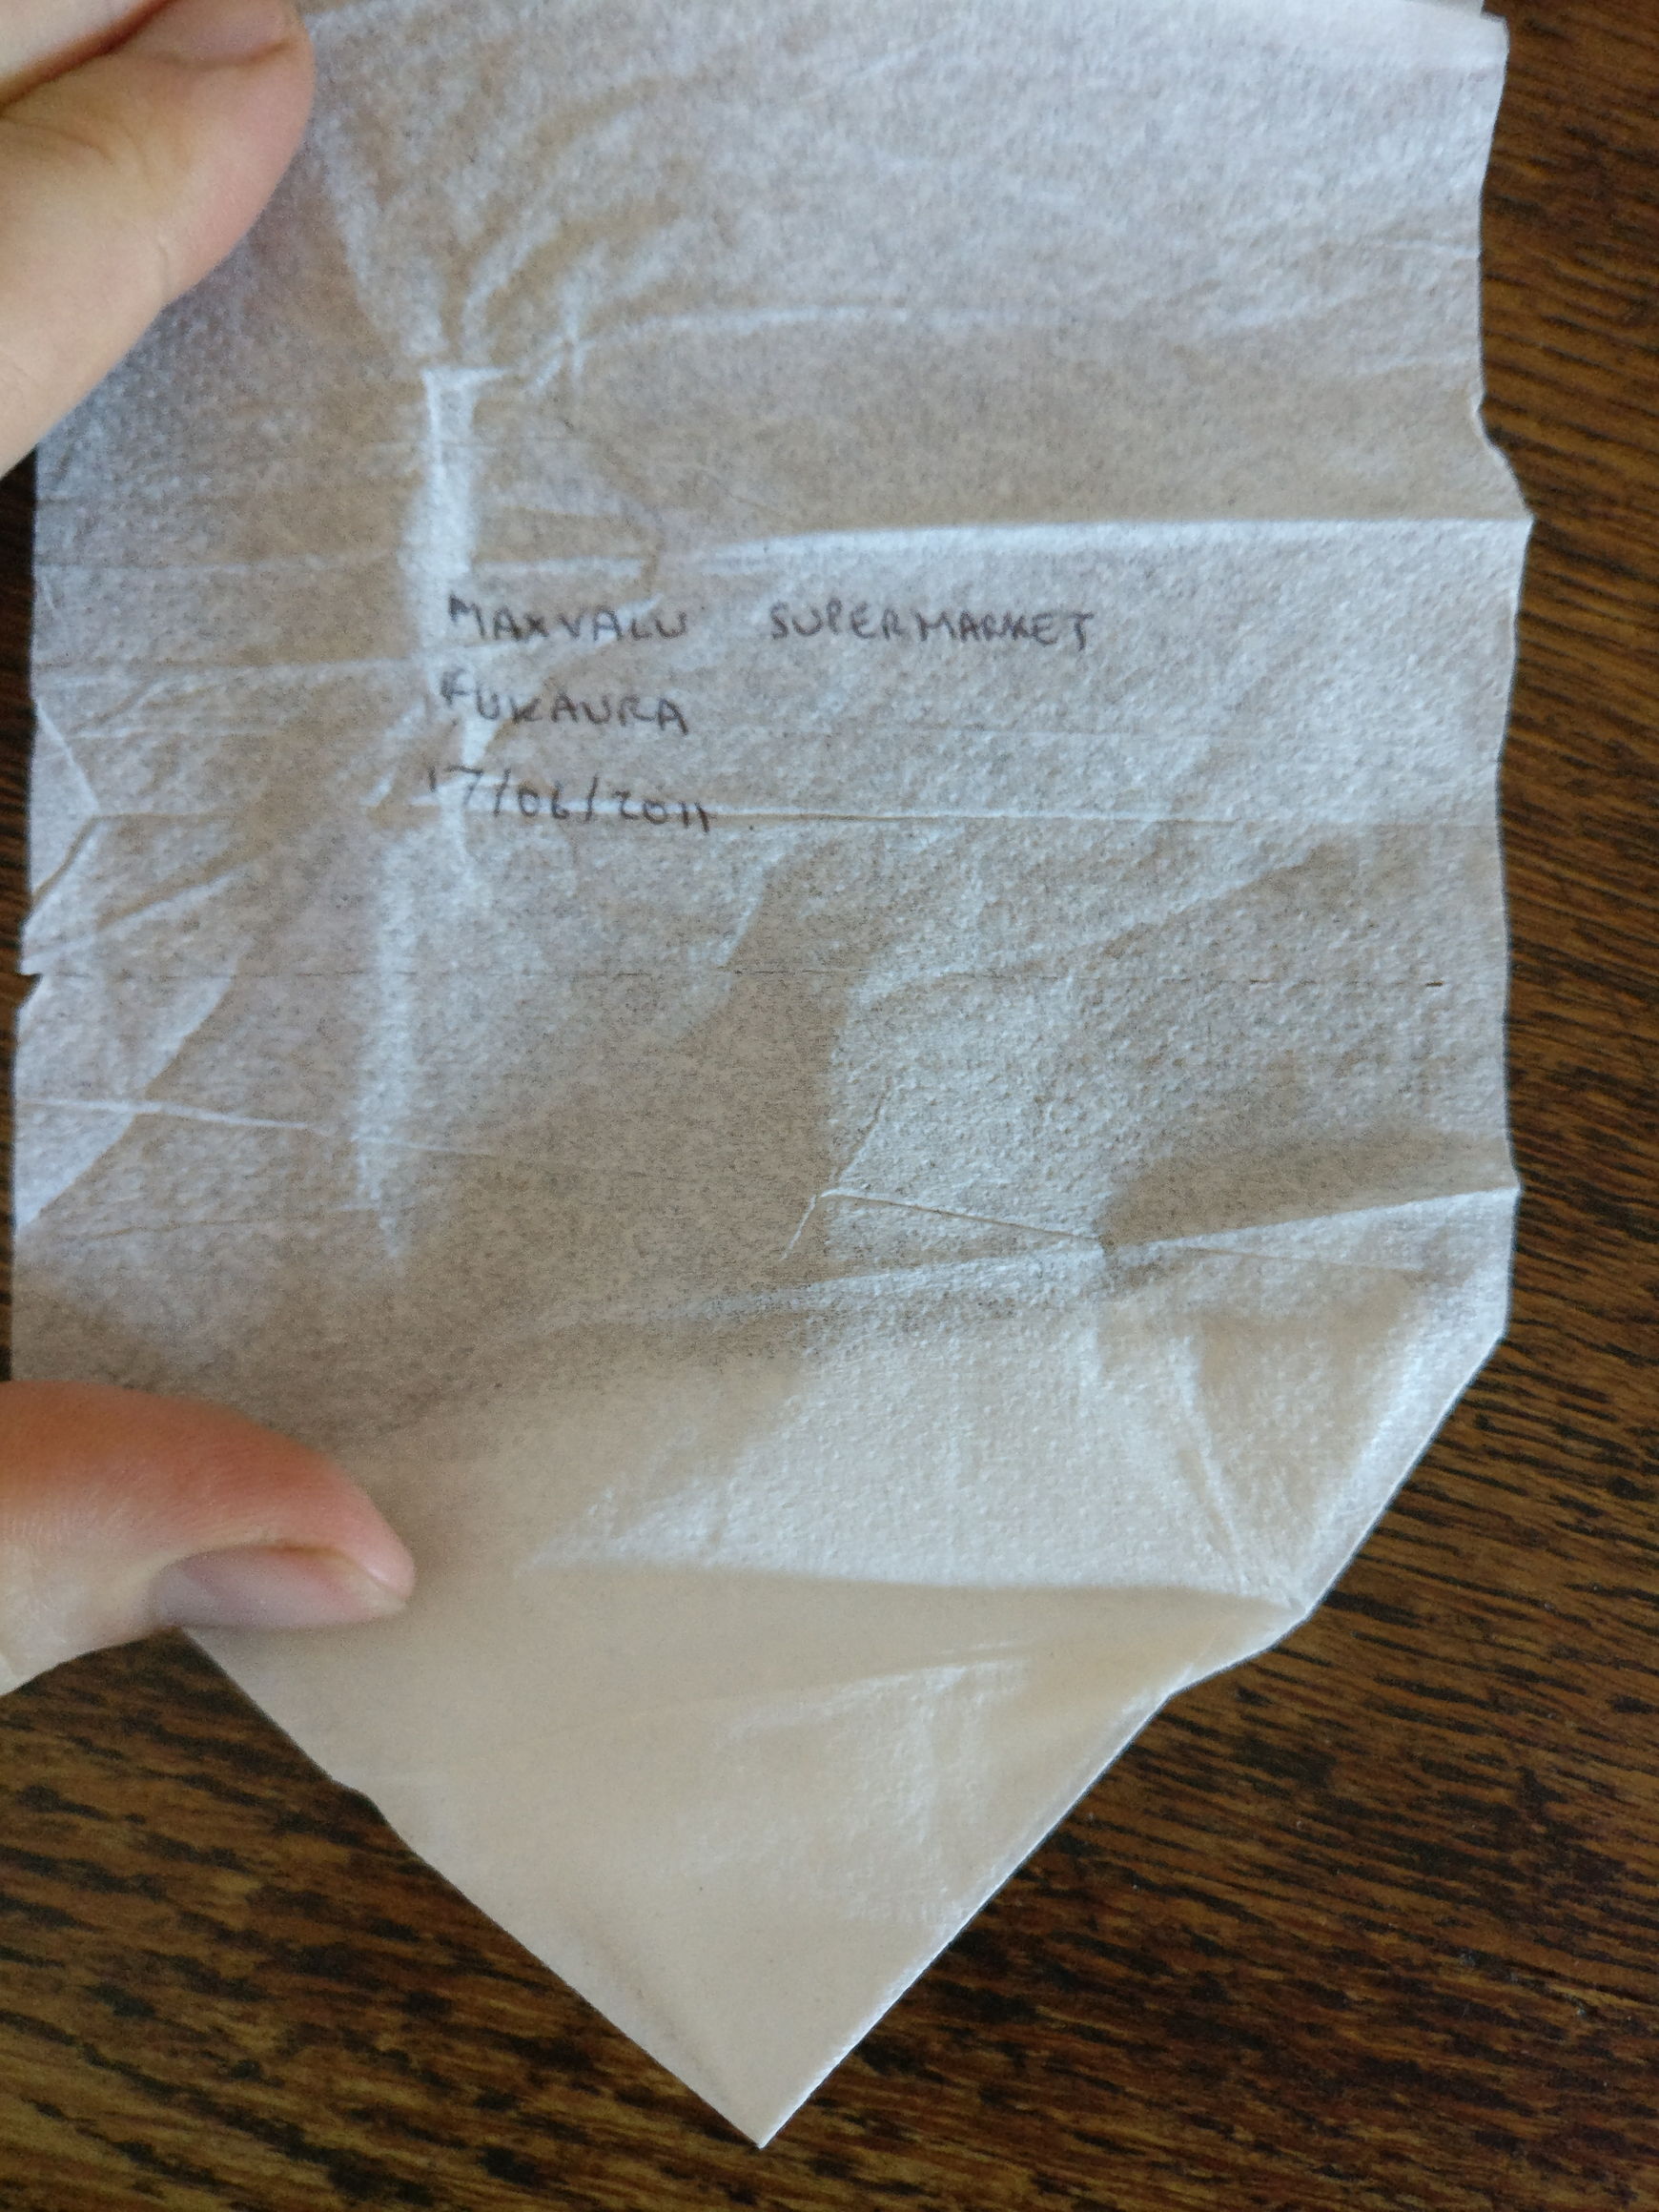 MAXVALU SUPERMARKET
FUKAURA
17/06/2011